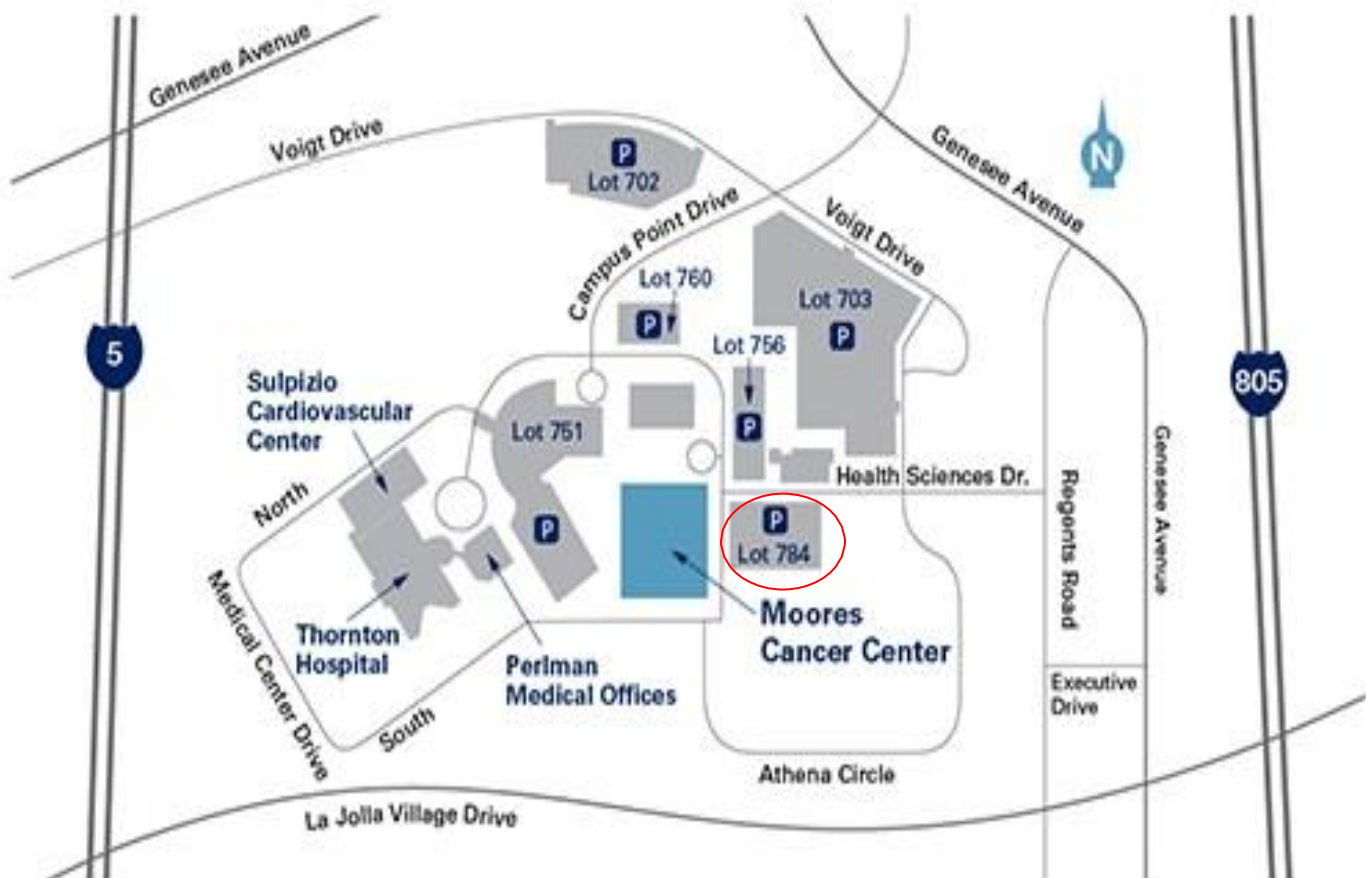 Genesee Avenue
Voigt Drive
P
Lot 702
Genesee Avenue
N
Campus Point Drive
Voigt Drive
Lot 760
P
Lot 703
P
5
Lot 756
805
Sulpizio
Cardiovascular
Center
Lot 751
P
Genesee Avenue
North
Health Sciences Dr.
Regents Road
P
P
Lot 784
Medical Center Drive
Thornton
Hospital
Moores
Cancer Center
Perlman
Medical Offices
Executive
Drive
South
Athena Circle
La Jolla Village Drive